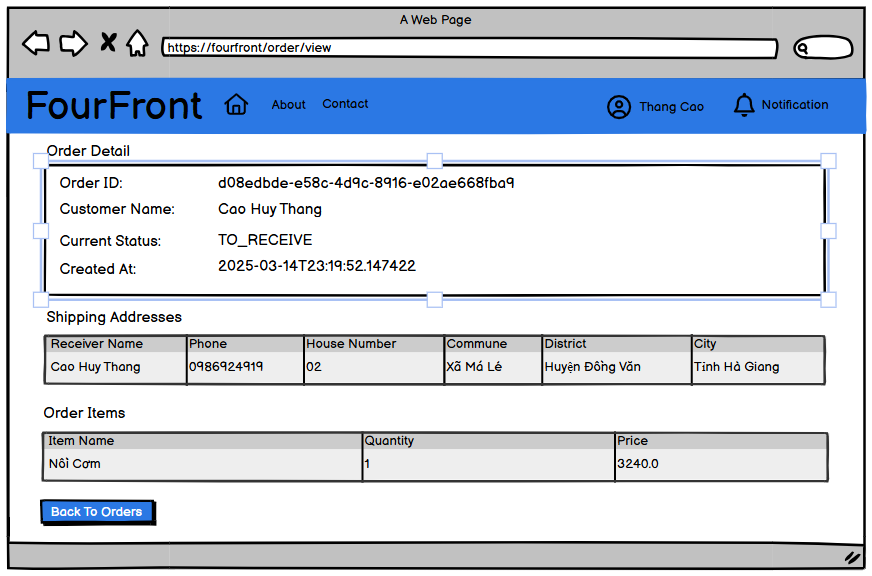 A Web Page
https://fourfront/order/view
FourFront About Contact Thang Cao Notification
Order Detail
Order ID: d08edbde-e58c-4d9c-8916-e02ae668fba9
Customer Name: Cao Huy Thang
Current Status: TO_RECEIVE
Created At: 2025-03-14T23:19:52.147422
Shipping Addresses
Receiver Name Phone House Number Commune District City
Cao Huy Thang 0986924919 02 Xã Má Lé Huyện Đồng Văn Tỉnh Hà Giang
Order Items
Item Name Quantity Price
Nồi Cơm 1 3240.0
Back To Orders